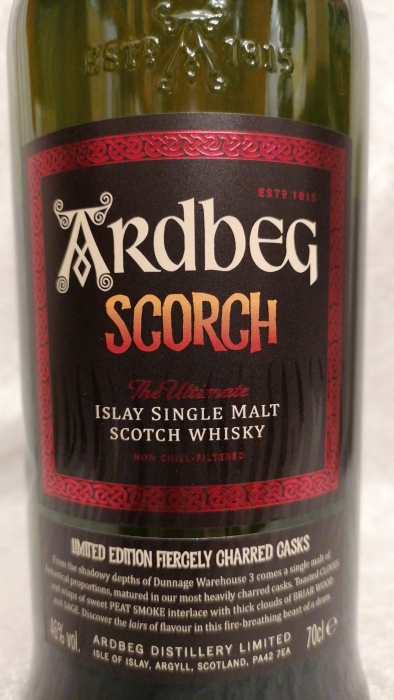 ESTD 1815
ESTD 1815
ARDBEG
SCORCH
The Ultimate
ISLAY SINGLE MALT
SCOTCH WHISKY
NON CHILL-FILTERED
LIMITED EDITION FIERCELY CHARRED CASKS
From the shadowy depths of Dunnage Warehouse 3 comes a single malt of
fantastical proportions, matured in our most heavily charred casks. Toasted CLOVES
and wisps of sweet PEAT SMOKE interlace with thick clouds of BRIAR WOOD
and SAGE. Discover the lairs of flavour in this fire-breathing beast of a dram.
46% vol.
ARDBEG DISTILLERY LIMITED
ISLE OF ISLAY, ARGYLL, SCOTLAND, PA42 7EA
70cl e